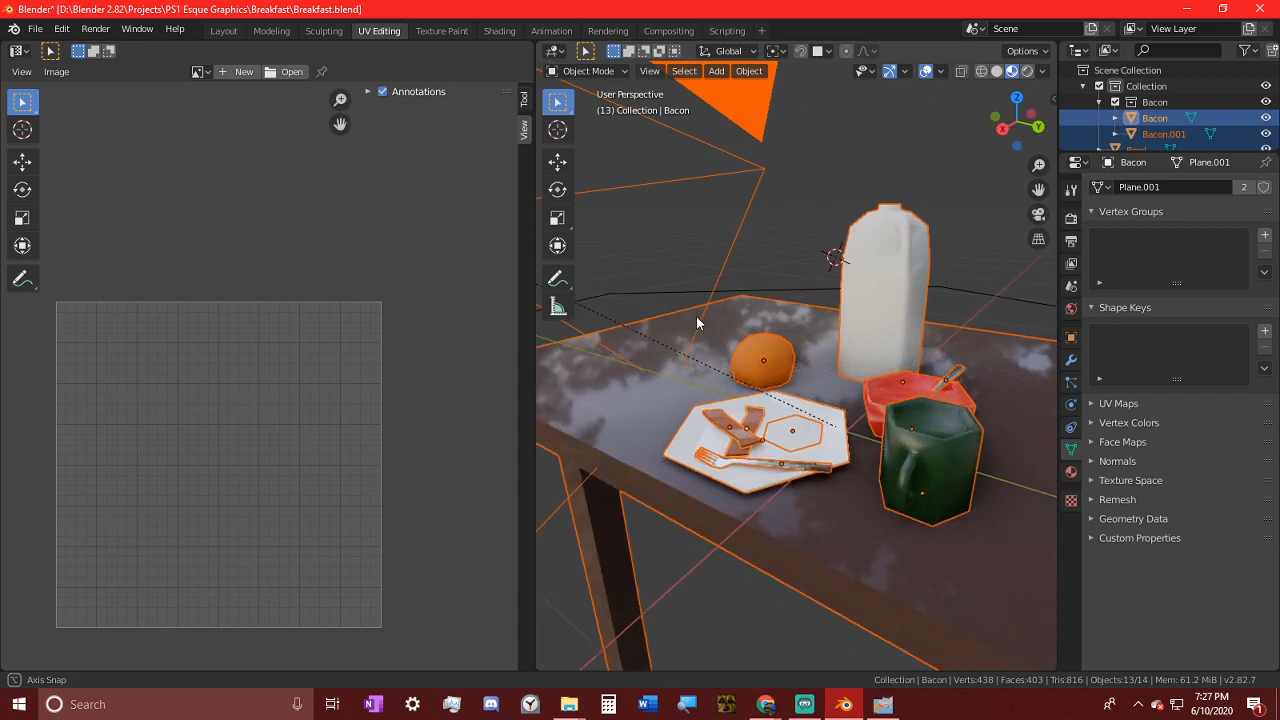 Blender* [D:\Blender 2.82\Projects\PS1 Esque Graphics\Breakfast\Breakfast.blend]
File Edit Render Window Help Layout Modeling Sculpting UV Editing Texture Paint Shading Animation Rendering Compositing Scripting + Scene View Layer
Global Options
View Image New Open Object Mode View Select Add Object
Annotations
Tool
View
User Perspective
(13) Collection | Bacon
X Y Z
Scene Collection
Collection
Bacon
Bacon
Bacon.001
Bacon Plane.001
Plane.001 2
Vertex Groups
Shape Keys
UV Maps
Vertex Colors
Face Maps
Normals
Texture Space
Remesh
Geometry Data
Custom Properties
Axis Snap Collection | Bacon | Verts:438 | Faces:403 | Tris:816 | Objects:13/14 | Mem: 61.2 MiB | v2.82.7
Search
7:27 PM
6/10/2020
1